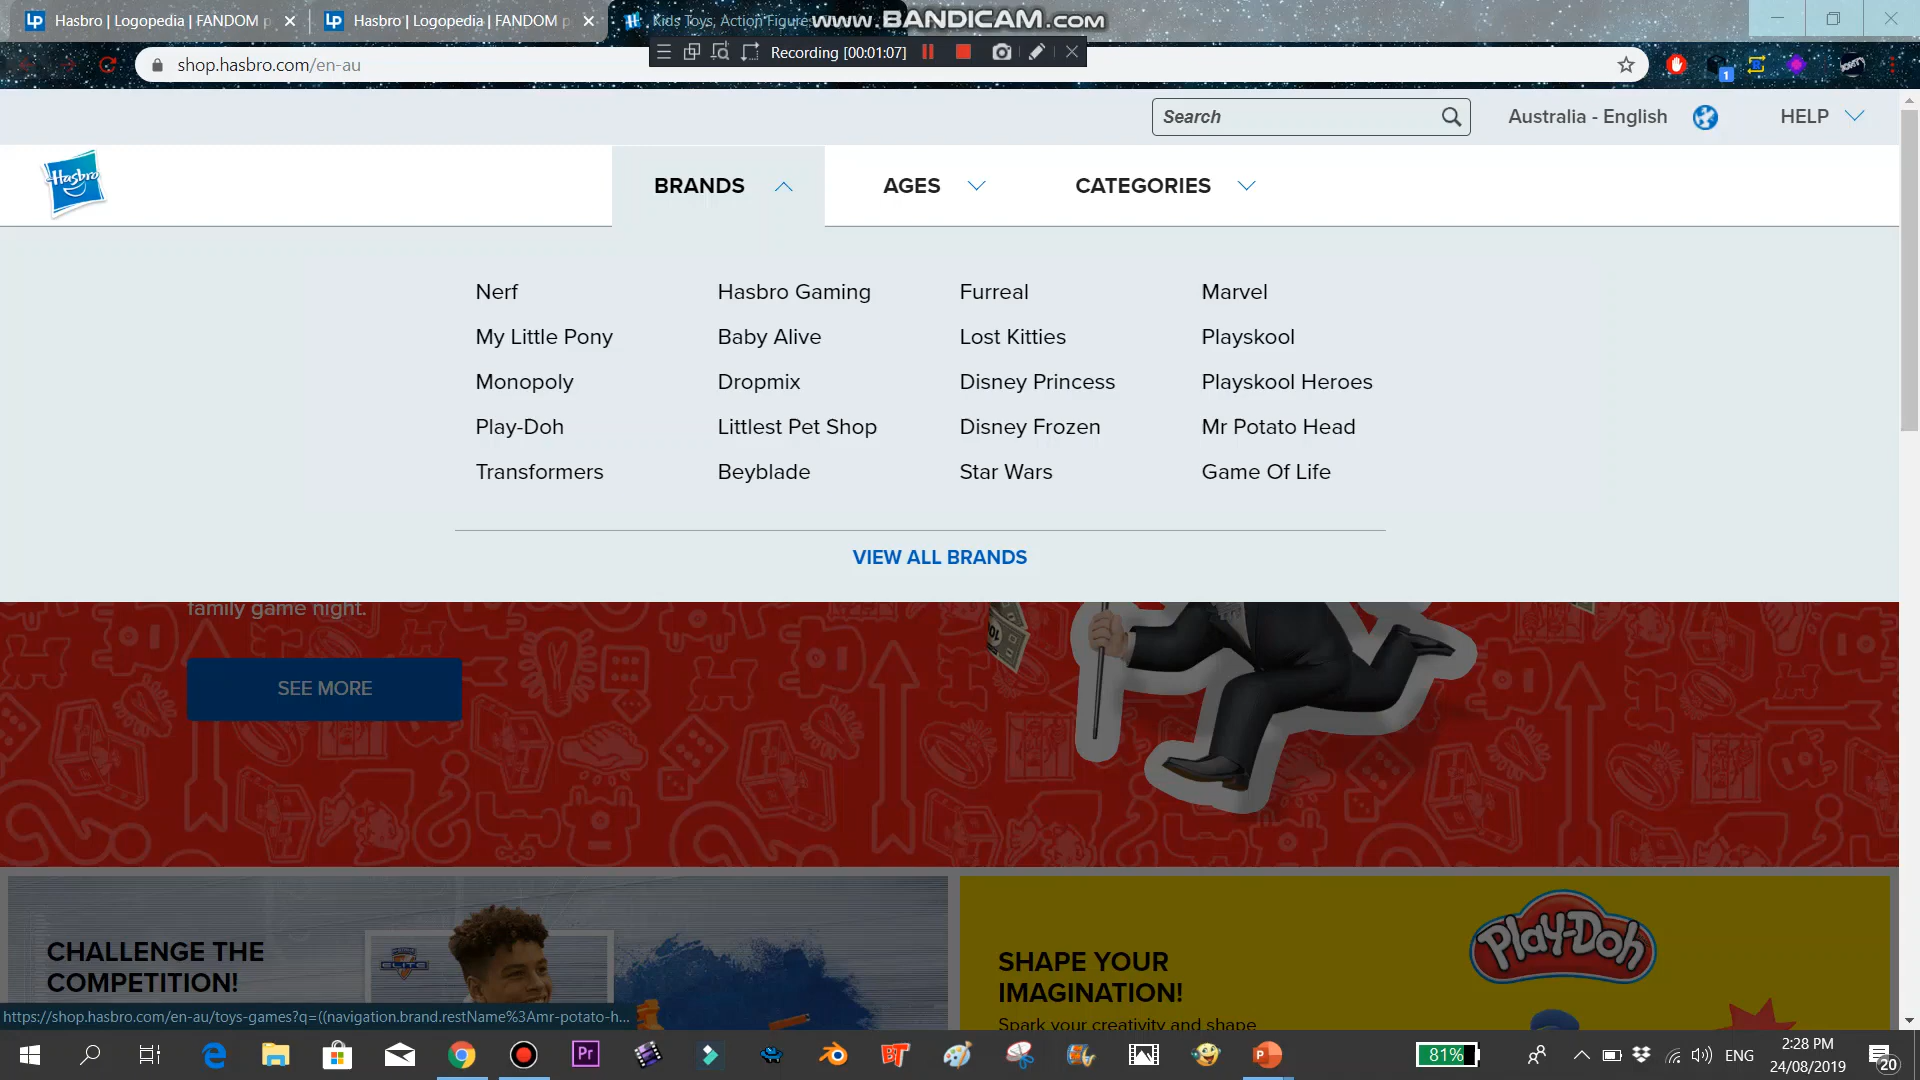 Hasbro | Logopedia | FANDOM p
Hasbro | Logopedia | FANDOM p
Kids Toys, Action Figure
www.BANDICAM.com
Recording [00:01:07]
shop.hasbro.com/en-au
1
Search
Australia - English
HELP
Hasbro
BRANDS
AGES
CATEGORIES
Nerf
Hasbro Gaming
Furreal
Marvel
My Little Pony
Baby Alive
Lost Kitties
Playskool
Monopoly
Dropmix
Disney Princess
Playskool Heroes
Play-Doh
Littlest Pet Shop
Disney Frozen
Mr Potato Head
Transformers
Beyblade
Star Wars
Game Of Life
VIEW ALL BRANDS
family game night.
SEE MORE
CHALLENGE THE
COMPETITION!
ELITE
SHAPE YOUR
IMAGINATION!
Spark your creativity and shape
Play-Doh
https://shop.hasbro.com/en-au/toys-games?q=((navigation.brand.restName%3Amr-potato-h...
Pr
BT
81%
ENG
2:28 PM
24/08/2019
20